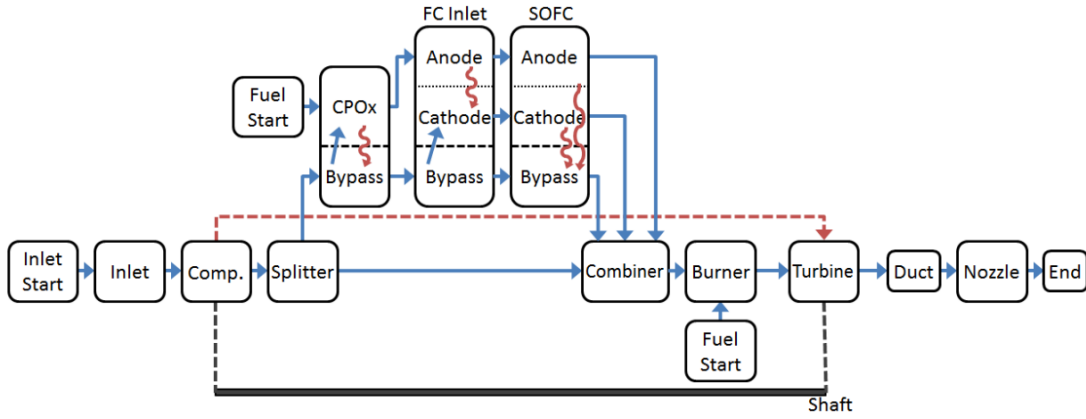 FC Inlet
SOFC
Anode
Anode
Fuel
Start
CPOx
Cathode
Cathode
Bypass
Bypass
Bypass
Inlet
Start
Inlet
Comp.
Splitter
Combiner
Burner
Turbine
Duct
Nozzle
End
Fuel
Start
Shaft